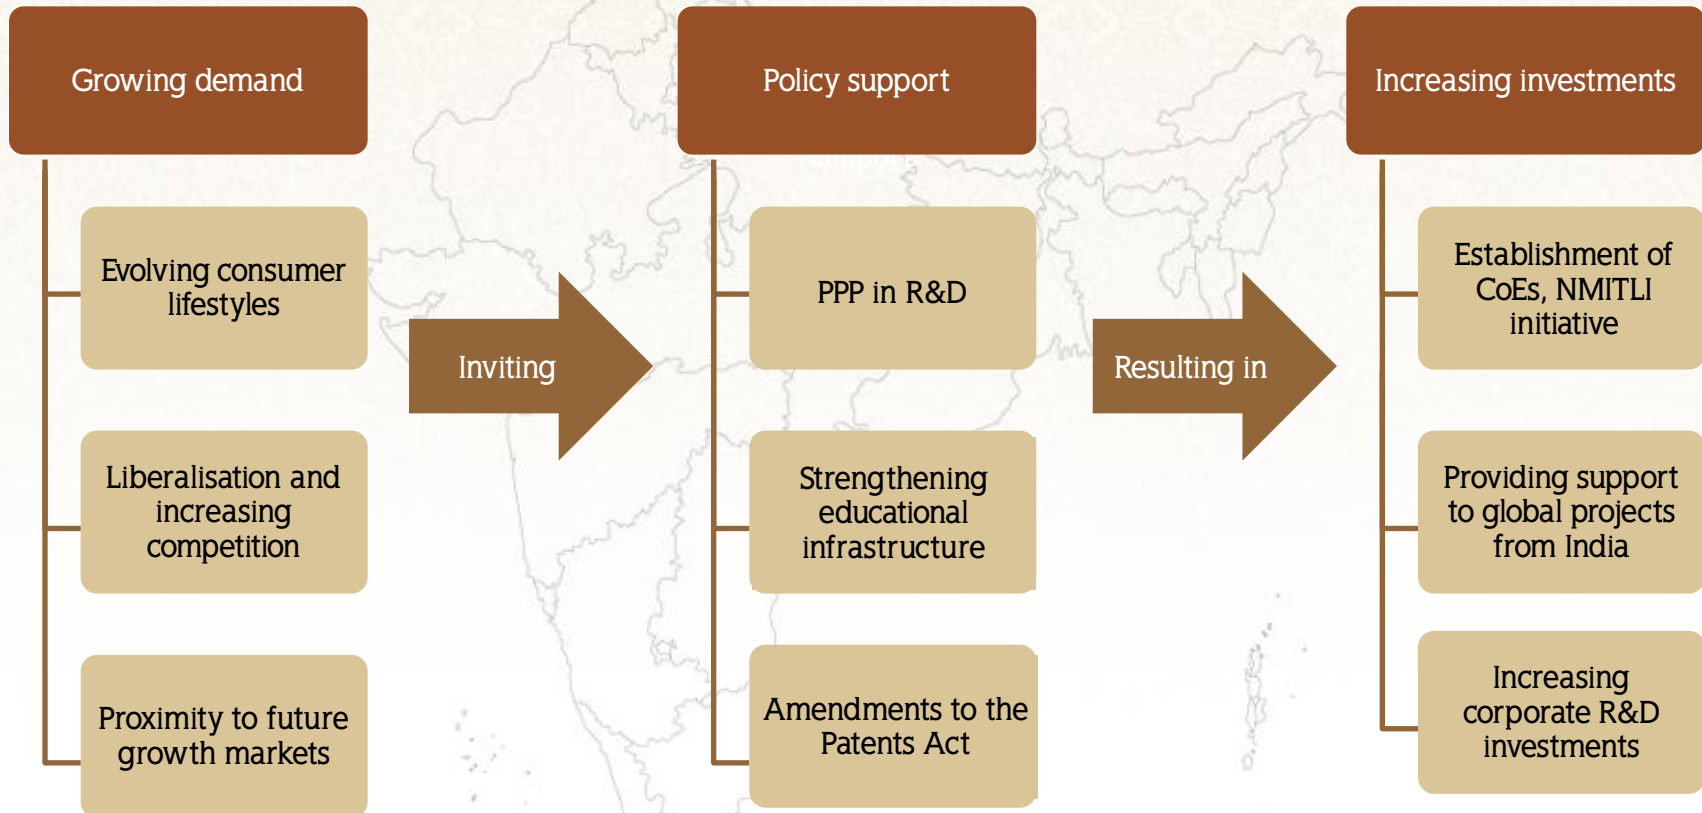 Growing demand
Evolving consumer
lifestyles
Liberalisation and
increasing
competition
Proximity to future
growth markets
Inviting
Policy support
support
PPP in R&D
Strengthening
educational
infrastructure
Amendments to the
Patents Act
Resulting in
Increasing investments
Establishment of
CoEs, NMITLI
initiative
Providing support
to global projects
from India
Increasing
corporate R&D
investments